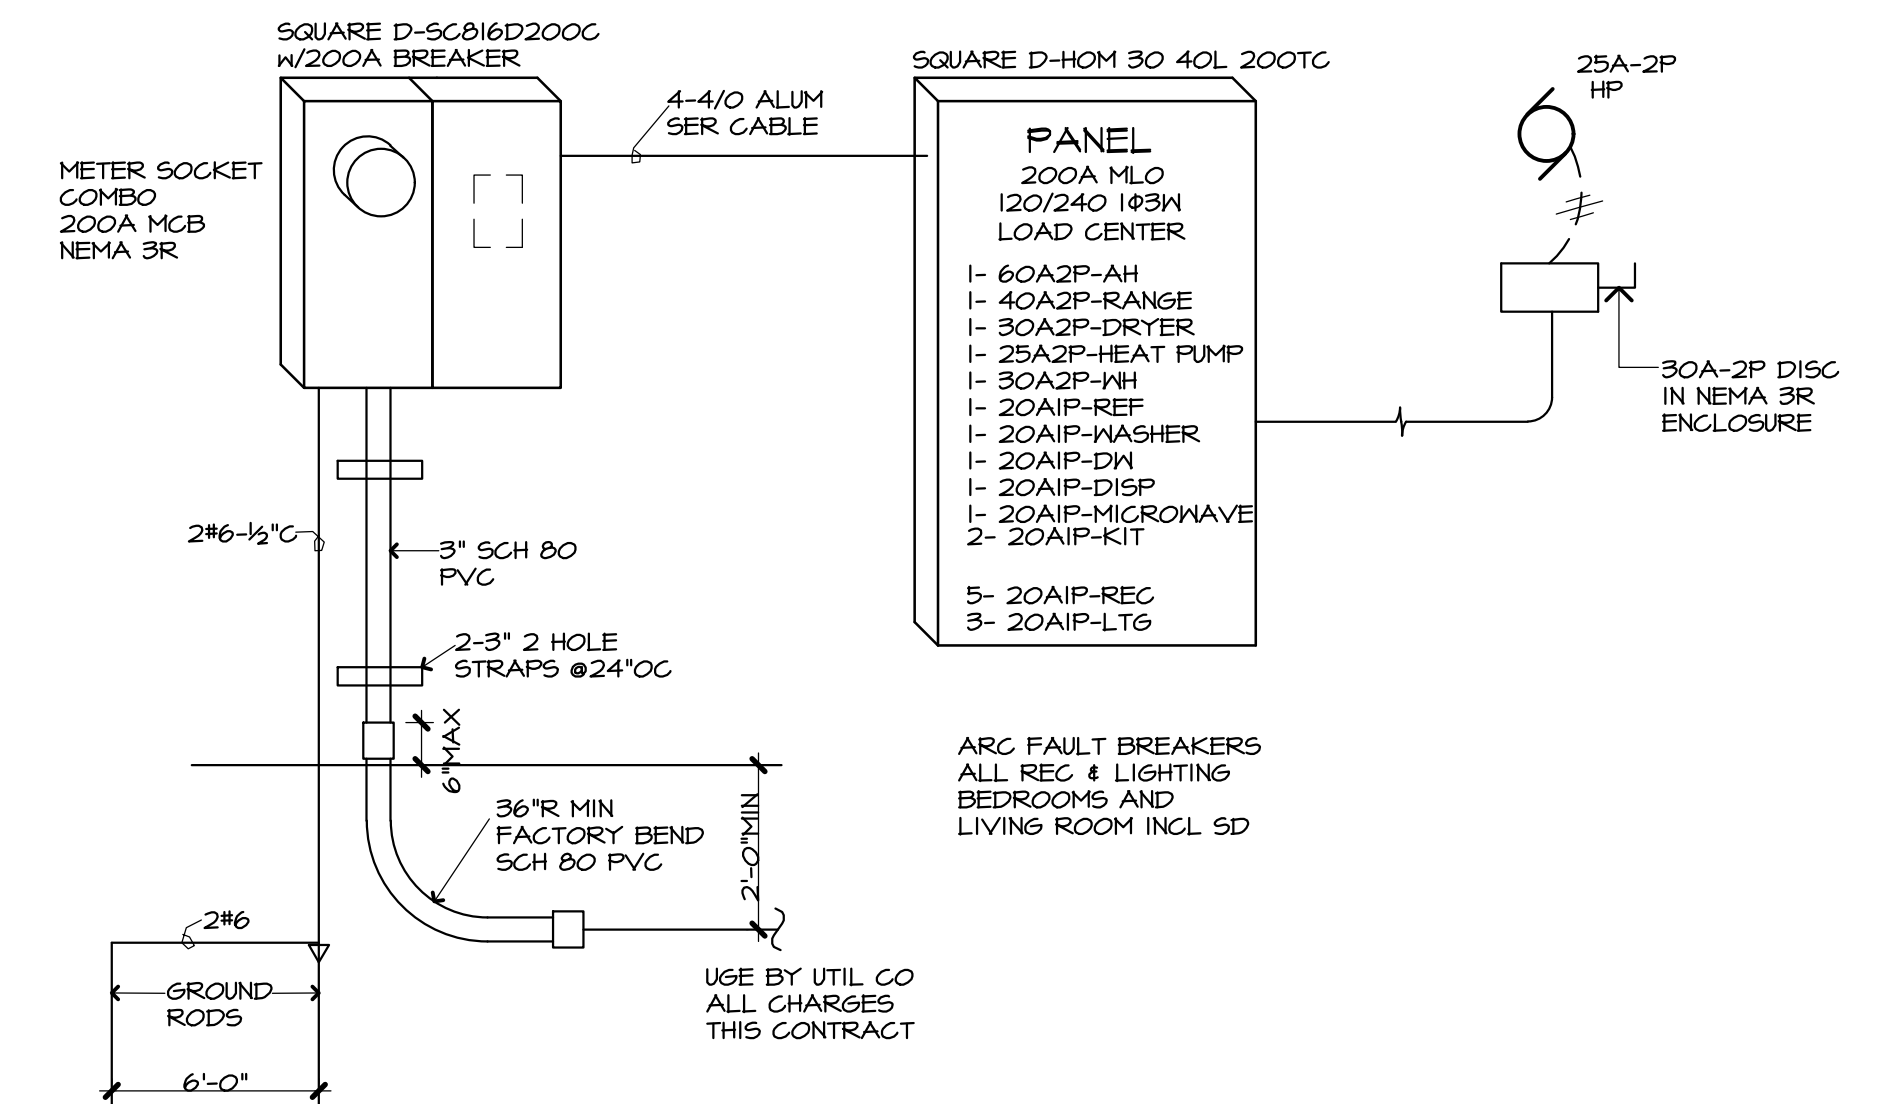 SQUARE D-SC816D200C
w/200A BREAKER
METER SOCKET
COMBO
200A MCB
NEMA 3R
4-4/0 ALUM
SER CABLE
SQUARE D-HOM 30 40L 200TC
PANEL
200A MLO
120/240 1Φ3W
LOAD CENTER
1- 60A2P-AH
1- 40A2P-RANGE
1- 30A2P-DRYER
1- 25A2P-HEAT PUMP
1- 30A2P-WH
1- 20A1P-REF
1- 20A1P-WASHER
1- 20A1P-DW
1- 20A1P-DISP
1- 20A1P-MICROWAVE
2- 20A1P-KIT
5- 20A1P-REC
3- 20A1P-LTG
25A-2P
HP
30A-2P DISC
IN NEMA 3R
ENCLOSURE
2#6-½"C
3" SCH 80
PVC
2-3" 2 HOLE
STRAPS @24"OC
6"MAX
36"R MIN
FACTORY BEND
SCH 80 PVC
2'-0"MIN
ARC FAULT BREAKERS
ALL REC & LIGHTING
BEDROOMS AND
LIVING ROOM INCL SD
2#6
GROUND
RODS
6'-0"
UGE BY UTIL CO
ALL CHARGES
THIS CONTRACT